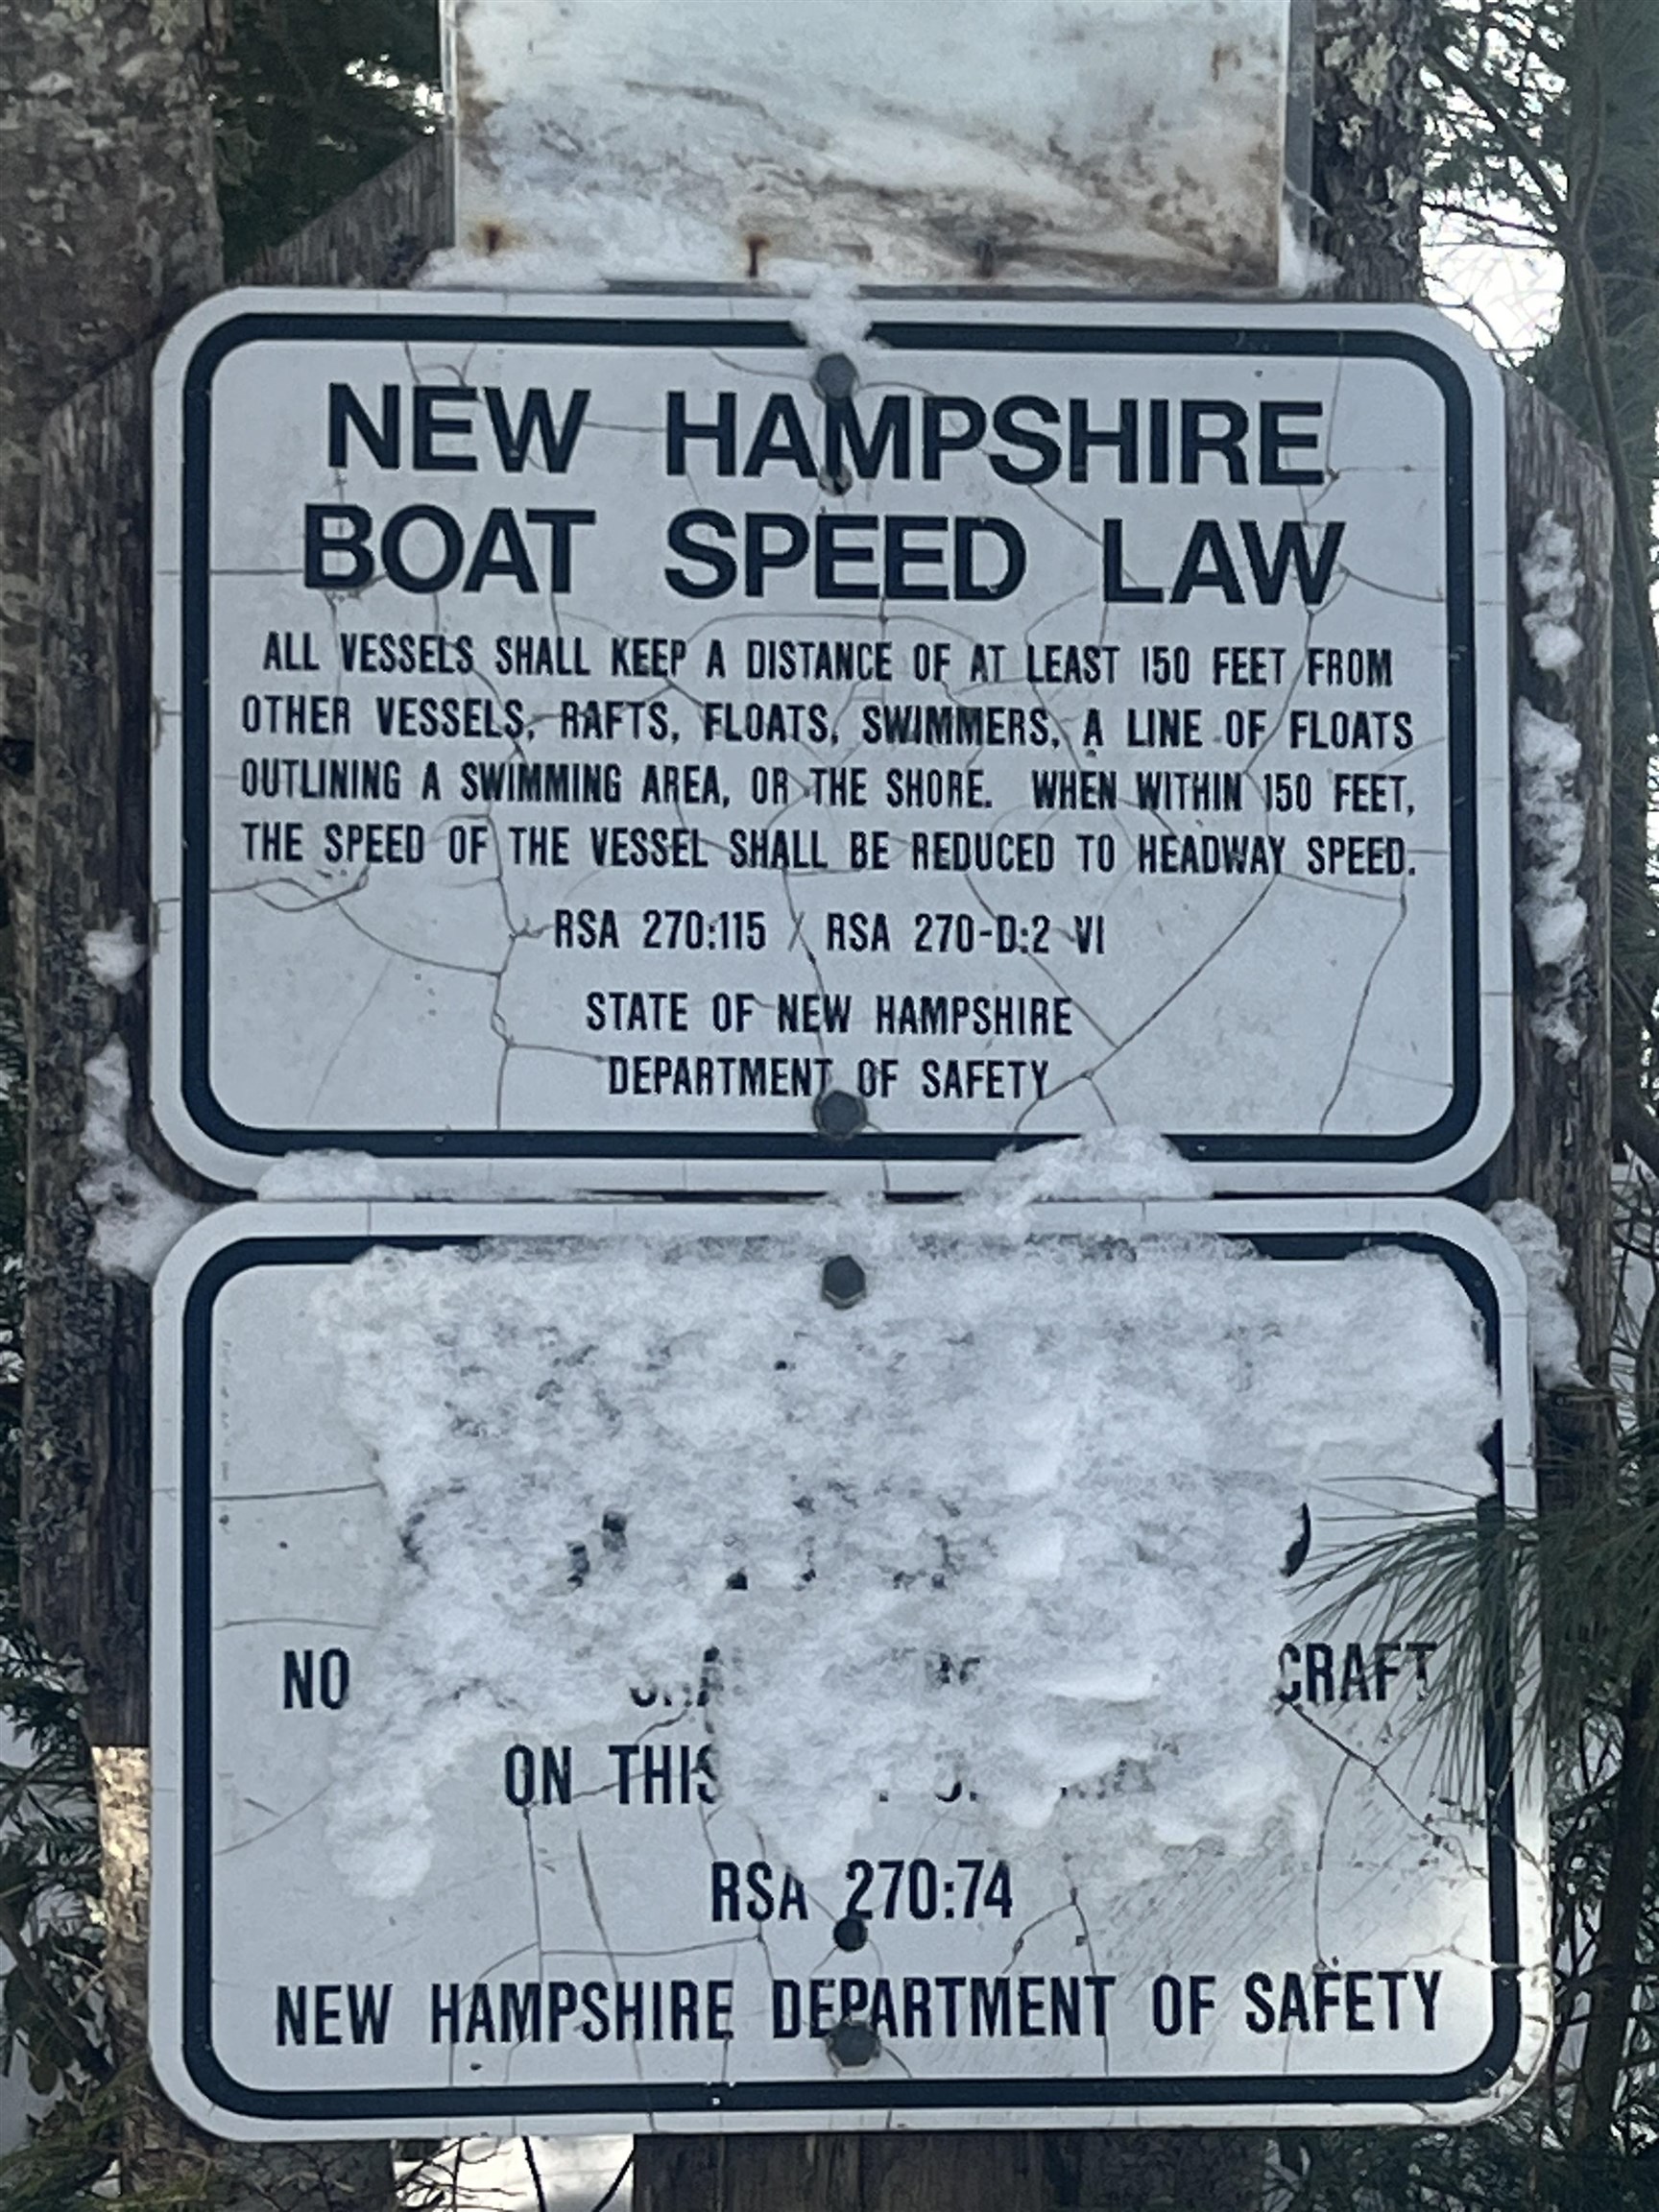 NEW HAMPSHIRE
BOAT SPEED LAW
ALL VESSELS SHALL KEEP A DISTANCE OF AT LEAST 150 FEET FROM
OTHER VESSELS, RAFTS, FLOATS, SWIMMERS, A LINE OF FLOATS
OUTLINING A SWIMMING AREA, OR THE SHORE. WHEN WITHIN 150 FEET,
THE SPEED OF THE VESSEL SHALL BE REDUCED TO HEADWAY SPEED.
RSA 270:115 / RSA 270-D:2 VI
STATE OF NEW HAMPSHIRE
DEPARTMENT OF SAFETY
NO CRAFT
ON THIS
RSA 270:74
NEW HAMPSHIRE DEPARTMENT OF SAFETY